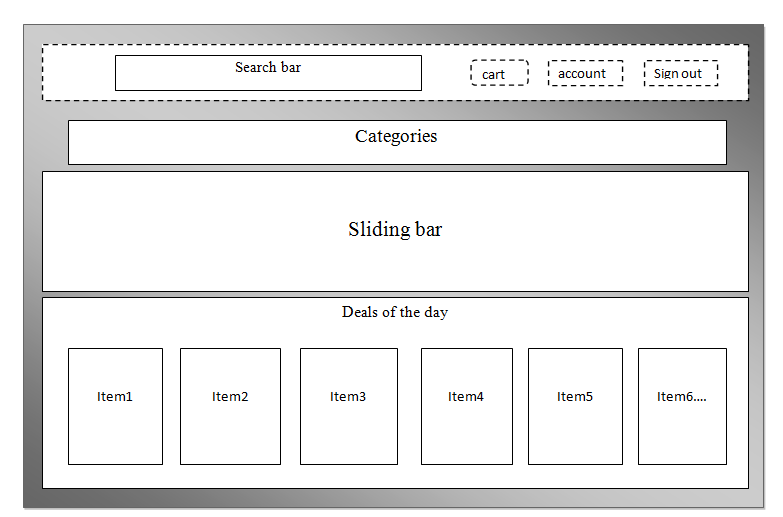 Search bar
cart
account
Sign out
Categories
Sliding bar
Deals of the day
Item1
Item2
Item3
Item4
Item5
Item6....